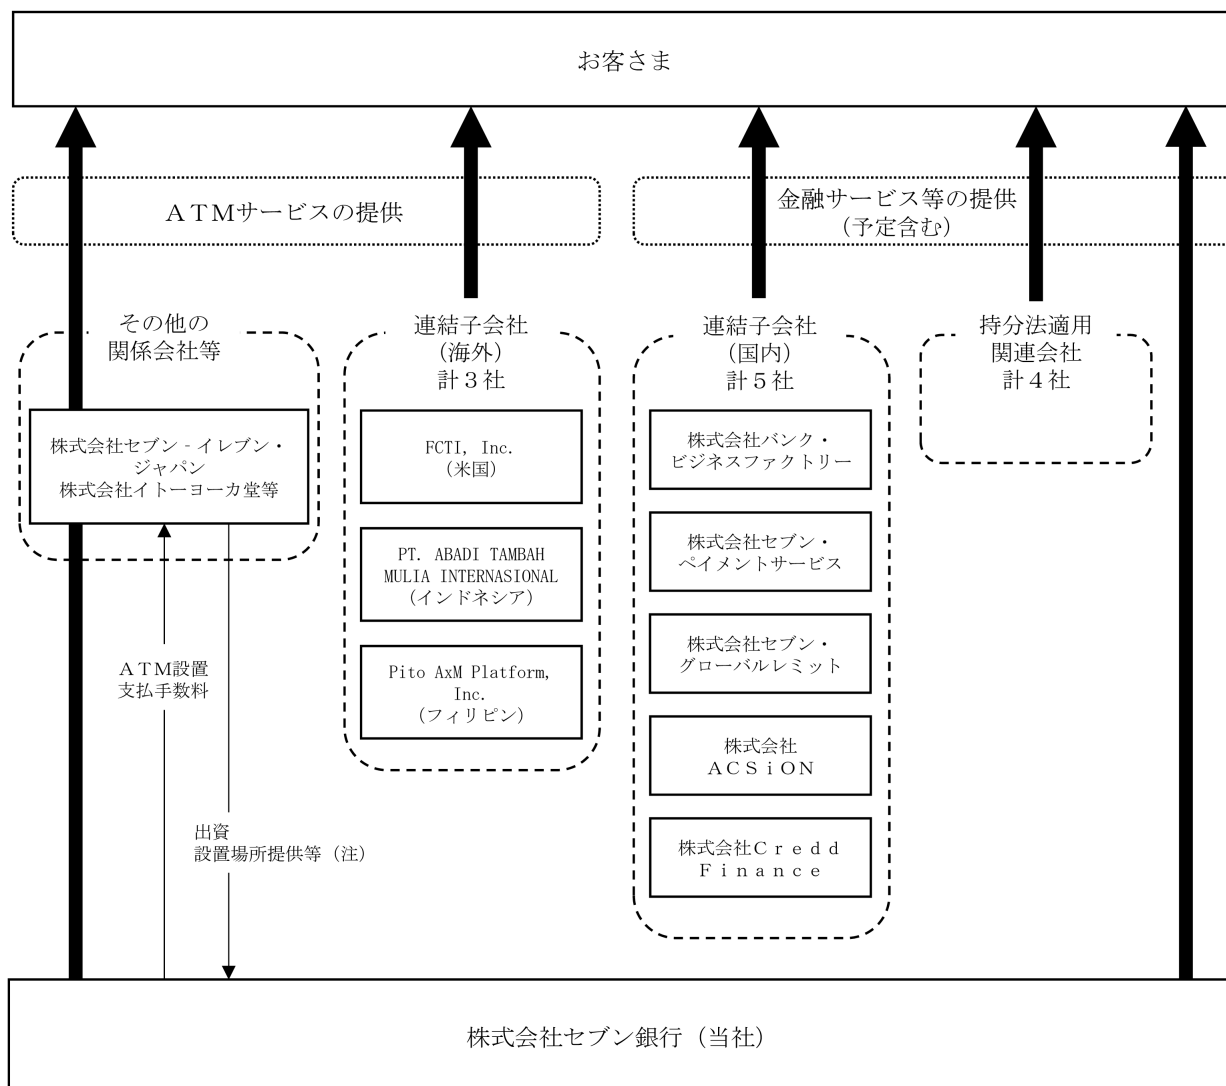 お客さま
ＡＴＭサービスの提供
金融サービス等の提供
（予定含む）
その他の
関係会社等
株式会社セブン‐イレブン・
ジャパン
株式会社イトーヨーカ堂等
ＡＴＭ設置
支払手数料
出資
設置場所提供等（注）
連結子会社
（海外）
計３社
FCTI, Inc.
（米国）
PT. ABADI TAMBAH
MULIA INTERNASIONAL
（インドネシア）
Pito AxM Platform,
Inc.
（フィリピン）
連結子会社
（国内）
計５社
株式会社バンク・
ビジネスファクトリー
株式会社セブン・
ペイメントサービス
株式会社セブン・
グローバルレミット
株式会社
ＡＣＳｉＯＮ
株式会社Ｃｒｅｄｄ
Ｆｉｎａｎｃｅ
持分法適用
関連会社
計４社
株式会社セブン銀行（当社）